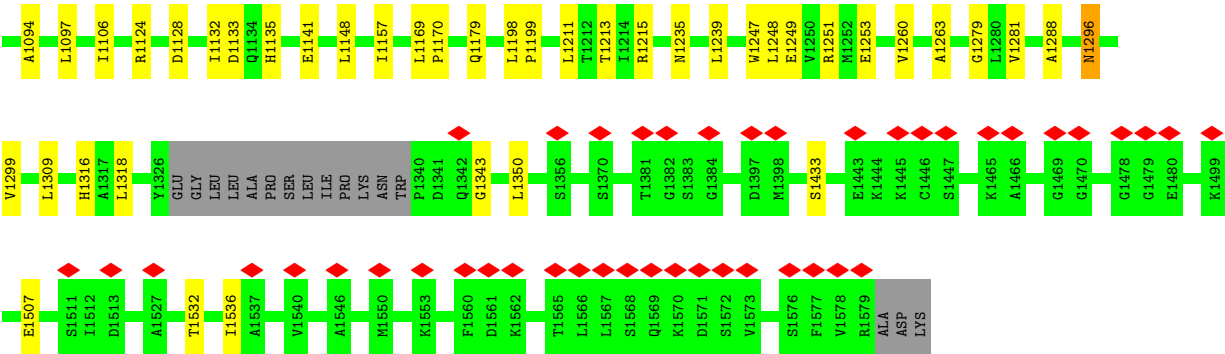 A1094 L1097 I1106 R1124 D1128 I1132 D1133 Q1134 H1135 E1141 L1148 I1157 L1169 P1170 Q1179 L1198 P1199 L1211 T1212 T1213 I1214 R1215 N1235 L1239 W1247 L1248 E1249 V1250 R1251 M1252 E1253 V1260 A1263 G1279 L1280 V1281 A1288 N1296
V1299 L1309 H1316 A1317 L1318 Y1326 GLU GLY LEU LEU ALA PRO SER LEU ILE PRO LYS ASN TRP P1340 D1341 Q1342 G1343 L1350 S1356 S1370 T1381 G1382 S1383 G1384 D1397 M1398 S1433 E1443 K1444 K1445 C1446 S1447 K1465 A1466 G1469 G1470 G1478 G1479 E1480 K1499
E1507 S1511 I1512 D1513 A1527 T1532 I1536 A1537 V1540 A1546 M1550 K1553 F1560 D1561 K1562 T1565 L1566 L1567 S1568 Q1569 K1570 D1571 S1572 V1573 S1576 F1577 V1578 R1579 ALA ASP LYS